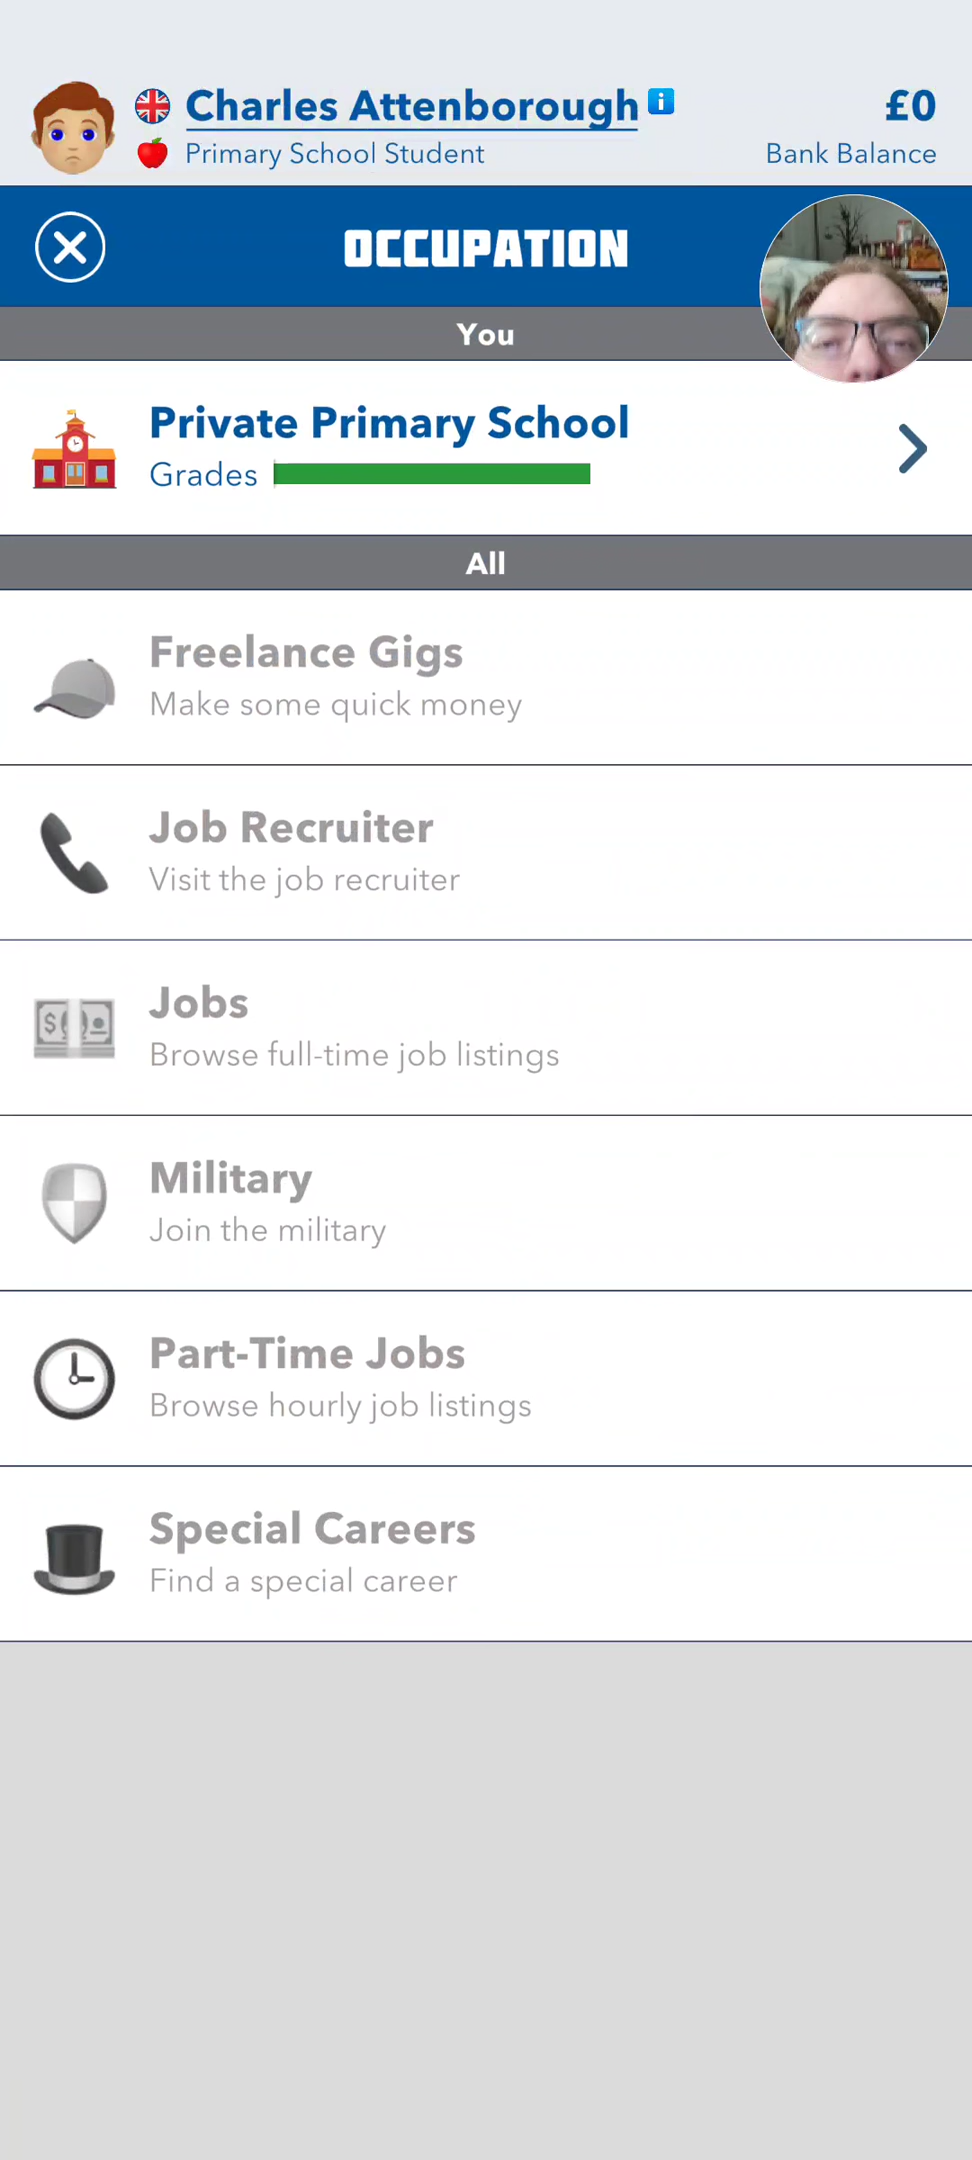 Charles Attenborough
£0
Primary School Student
Bank Balance
OCCUPATION
You
Private Primary School
Grades
All
Freelance Gigs
Make some quick money
Job Recruiter
Visit the job recruiter
Jobs
Browse full-time job listings
Military
Join the military
Part-Time Jobs
Browse hourly job listings
Special Careers
Find a special career